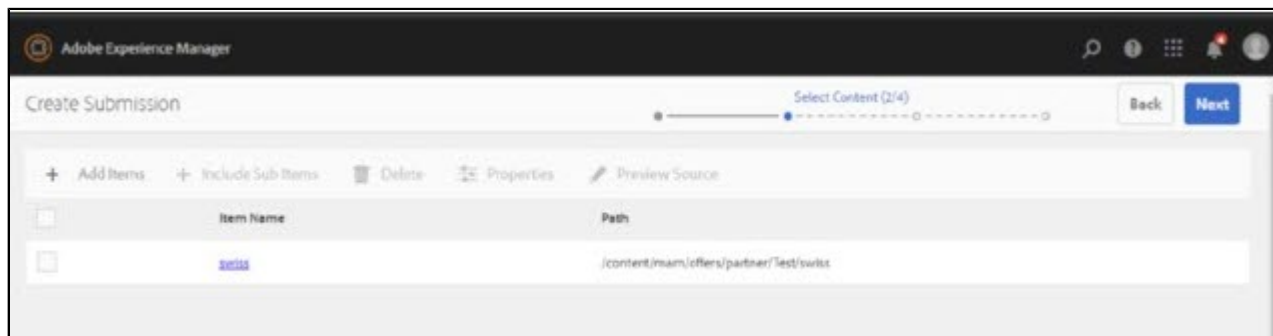 Adobe Experience Manager
4
Create Submission
Select Content (2/4)
Back
Next
+ Add Items + Include Sub Items Delete Properties Preview Source
Item Name Path
swiss /content/mam/offers/partner/Test/swiss